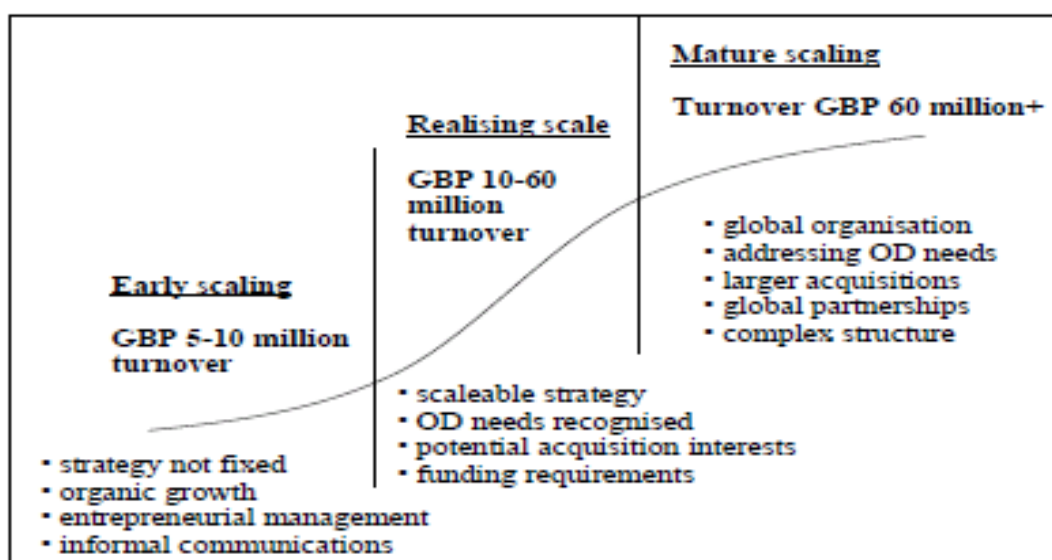 Early scaling
GBP 5-10 million
turnover
▪ strategy not fixed
▪ organic growth
▪ entrepreneurial management
▪ informal communications
Realising scale
GBP 10-60
million
turnover
▪ scaleable strategy
▪ OD needs recognised
▪ potential acquisition interests
▪ funding requirements
Mature scaling
Turnover GBP 60 million+
▪ global organisation
▪ addressing OD needs
▪ larger acquisitions
▪ global partnerships
▪ complex structure